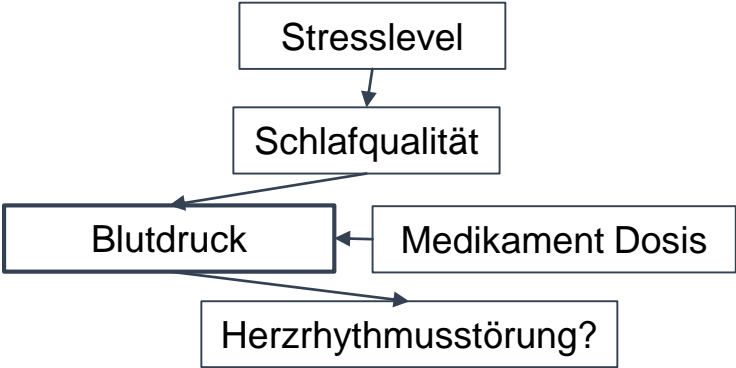 Stresslevel
Schlafqualität
Blutdruck
Medikament Dosis
Herzrhythmusstörung?